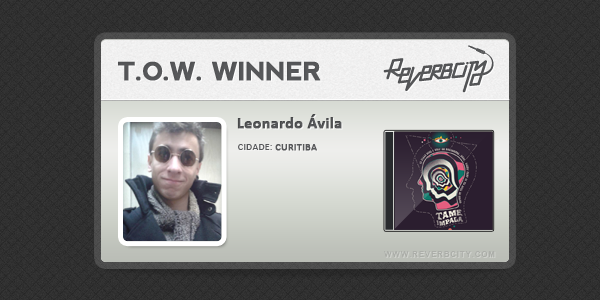 T.O.W. WINNER
ReVerbcity
Leonardo Ávila
CIDADE: CURITIBA
TAME
IMPALA
WWW.REVERBCITY.COM